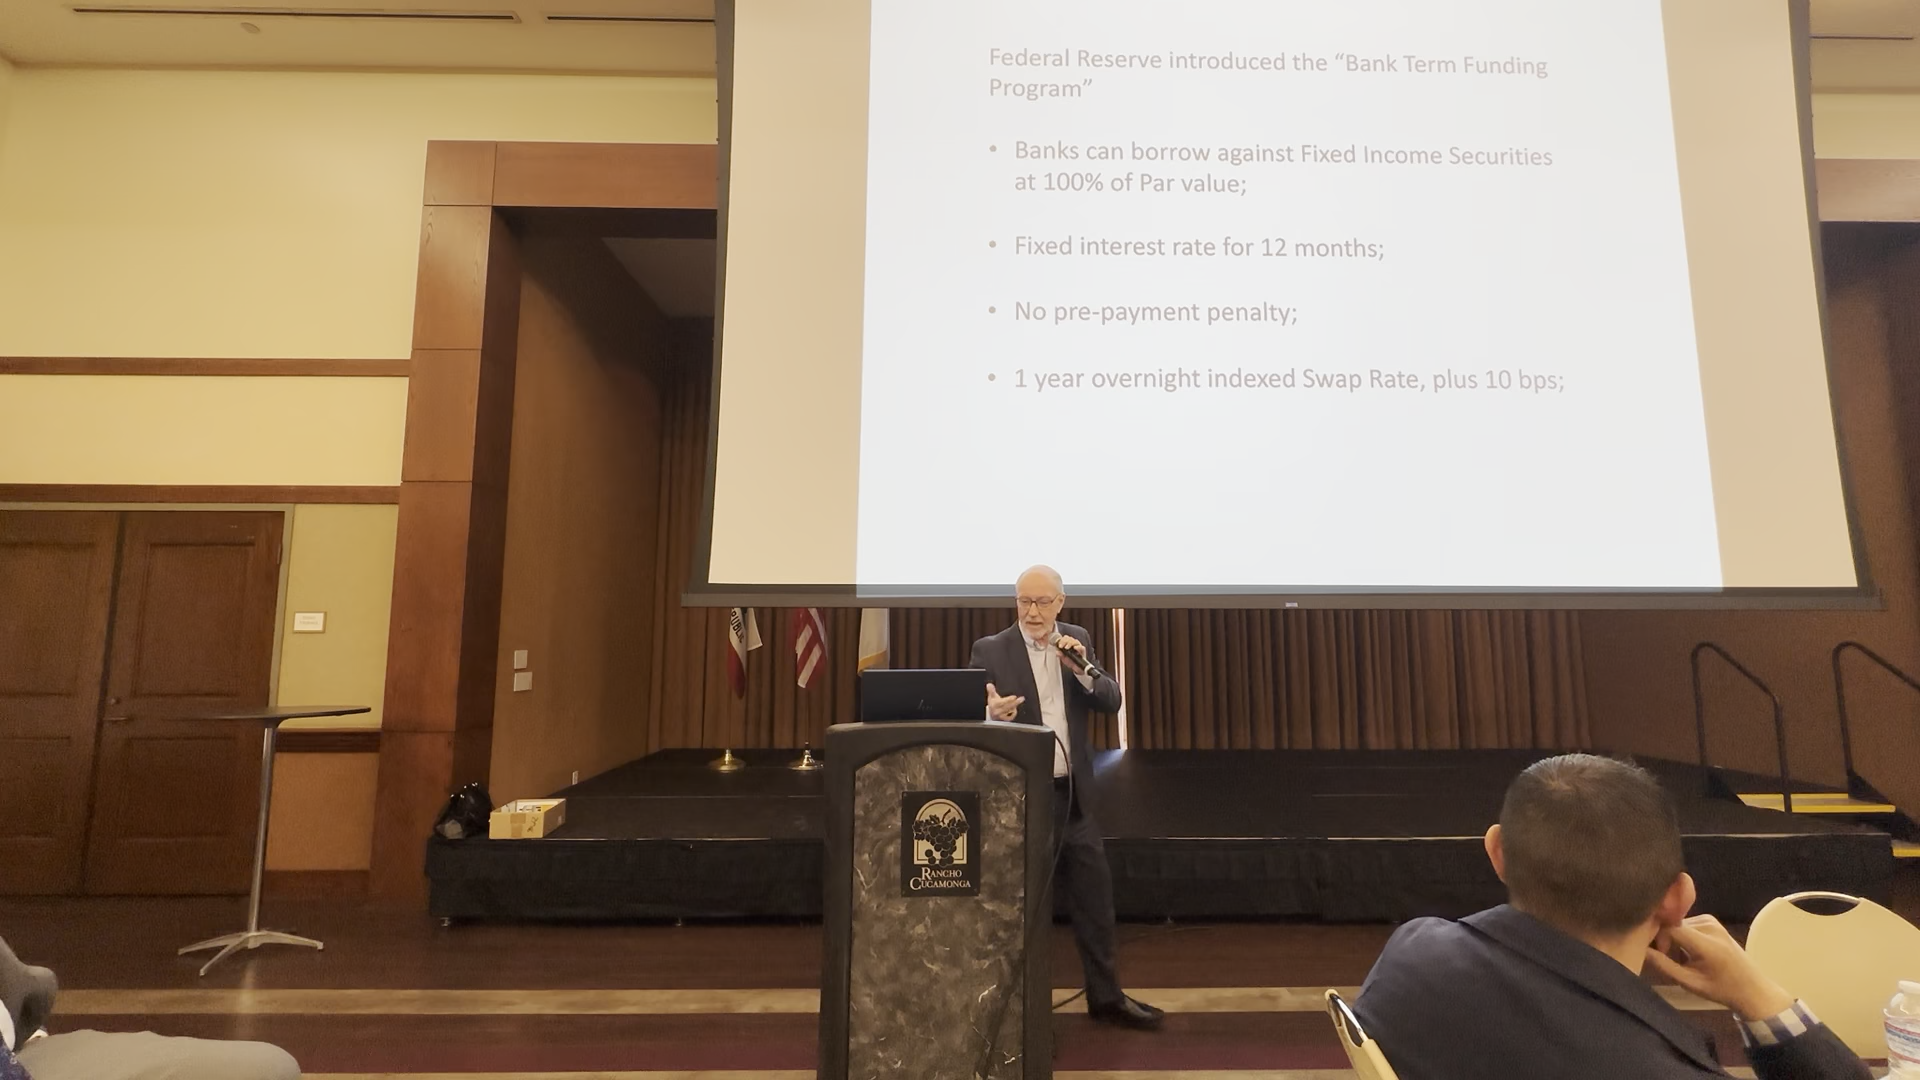 Federal Reserve introduced the “Bank Term Funding
Program”
• Banks can borrow against Fixed Income Securities
at 100% of Par value;
• Fixed interest rate for 12 months;
• No pre-payment penalty;
• 1 year overnight indexed Swap Rate, plus 10 bps;
RANCHO
CUCAMONGA